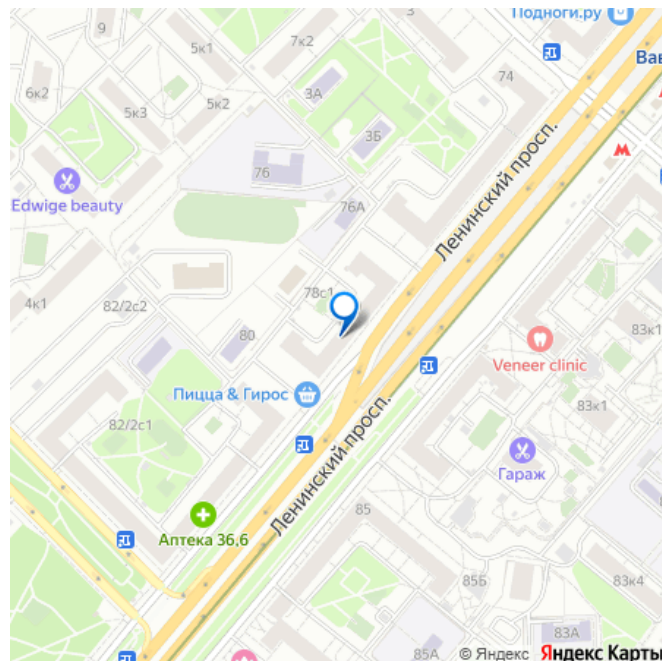 Подноги.ру
9
7к2
5к1
74
Вав
6к2
3А
5к2
5к3
3Б
Ленинский просп.
76
Edwige beauty
76А
4к1
82/2с2
78с1
83к1
80
Veneer clinic
Пицца & Гирос
83к1
82/2с1
Гараж
Ленинский просп.
85
Аптека 36,6
85Б
83к4
83А
85А
© Яндекс Яндекс Карты